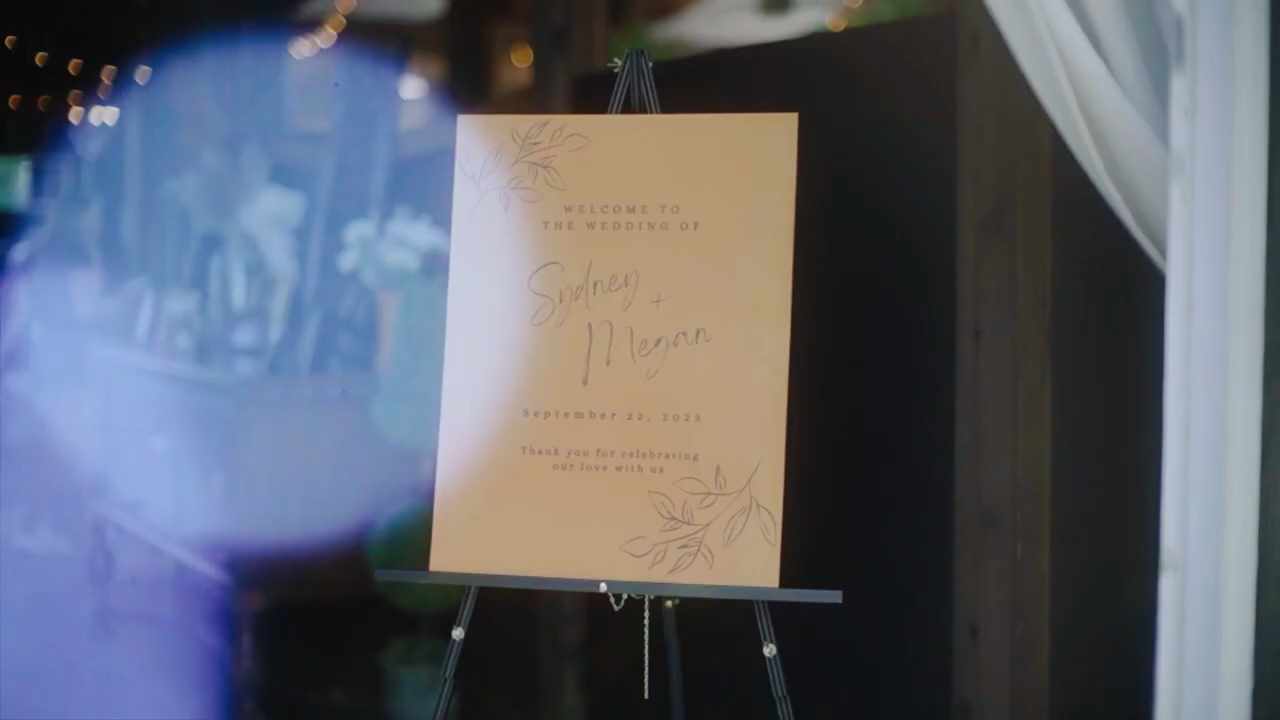 WELCOME TO
THE WEDDING OF
Sydney
+
Megan
September 22, 2023
Thank you for celebrating
our love with us